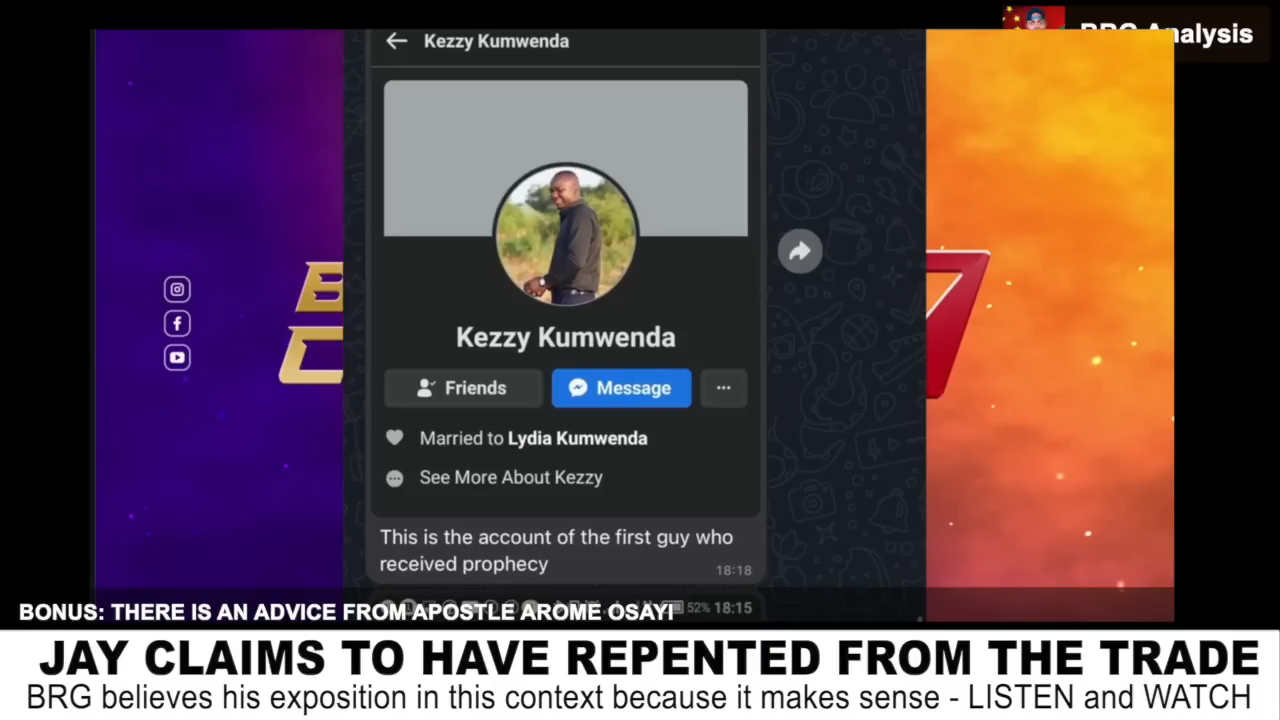 Analysis
Kezzy Kumwenda
Kezzy Kumwenda
Friends
Message
Married to Lydia Kumwenda
See More About Kezzy
This is the account of the first guy who
received prophecy
18:18
52% 18:15
BONUS: THERE IS AN ADVICE FROM APOSTLE AROME OSAYI
JAY CLAIMS TO HAVE REPENTED FROM THE TRADE
BRG believes his exposition in this context because it makes sense - LISTEN and WATCH